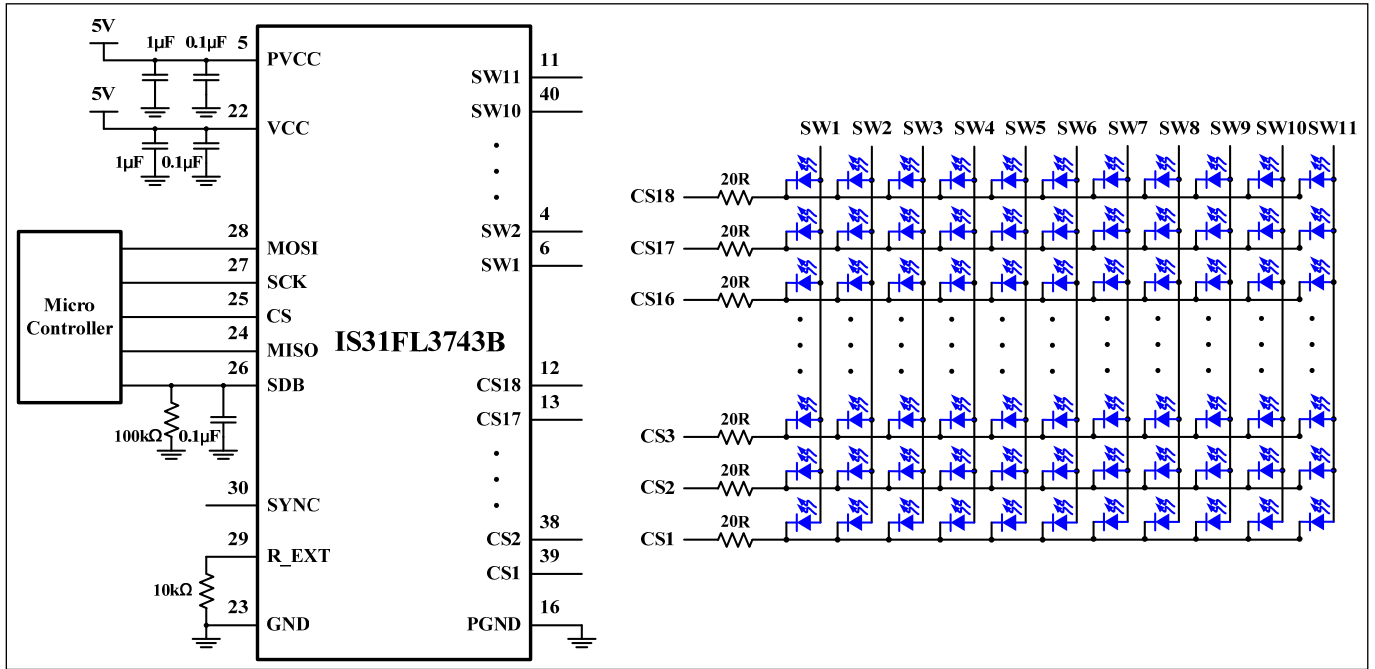 5V
1µF 0.1µF 5
PVCC
5V
22
VCC
1µF 0.1µF
Micro
Controller
28
MOSI
27
SCK
25
CS
24
MISO
26
SDB
100kΩ 0.1µF
30
SYNC
29
R_EXT
10kΩ
23
GND
IS31FL3743B
11
SW11
40
SW10
4
SW2
6
SW1
12
CS18
13
CS17
38
CS2
39
CS1
16
PGND
SW1 SW2 SW3 SW4 SW5 SW6 SW7 SW8 SW9 SW10 SW11
20R
CS18
20R
CS17
20R
CS16
20R
CS3
20R
CS2
20R
CS1